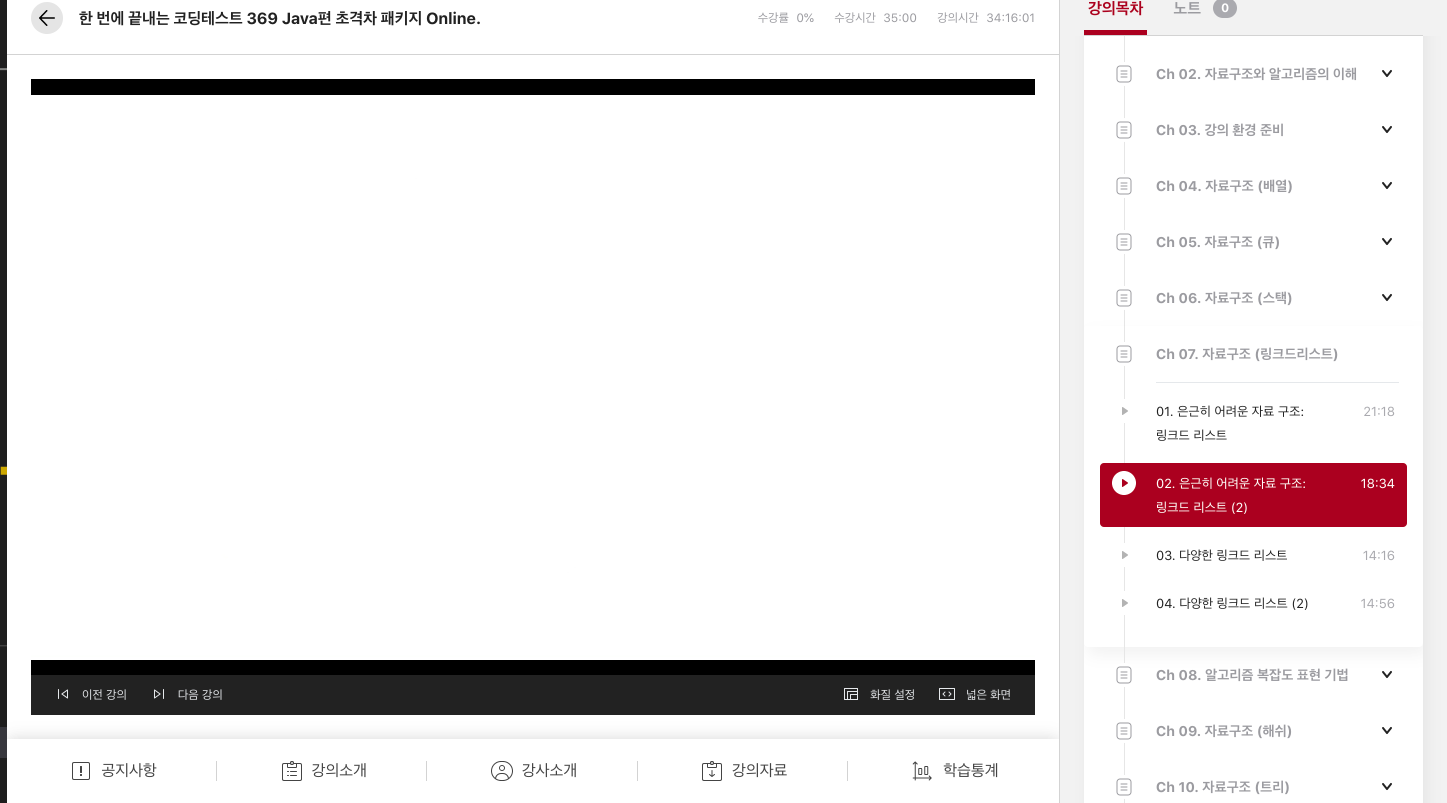 한 번에 끝내는 코딩테스트 369 Java편 초격차 패키지 Online.
수강률 0% 수강시간 35:00 강의시간 34:16:01
강의목차 노트 0
Ch 02. 자료구조와 알고리즘의 이해
Ch 03. 강의 환경 준비
Ch 04. 자료구조 (배열)
Ch 05. 자료구조 (큐)
Ch 06. 자료구조 (스택)
Ch 07. 자료구조 (링크드리스트)
01. 은근히 어려운 자료 구조: 21:18
링크드 리스트
02. 은근히 어려운 자료 구조: 18:34
링크드 리스트 (2)
03. 다양한 링크드 리스트 14:16
04. 다양한 링크드 리스트 (2) 14:56
Ch 08. 알고리즘 복잡도 표현 기법
Ch 09. 자료구조 (해쉬)
Ch 10. 자료구조 (트리)
이전 강의 다음 강의 화질 설정 넓은 화면
공지사항 강의소개 강사소개 강의자료 학습통계